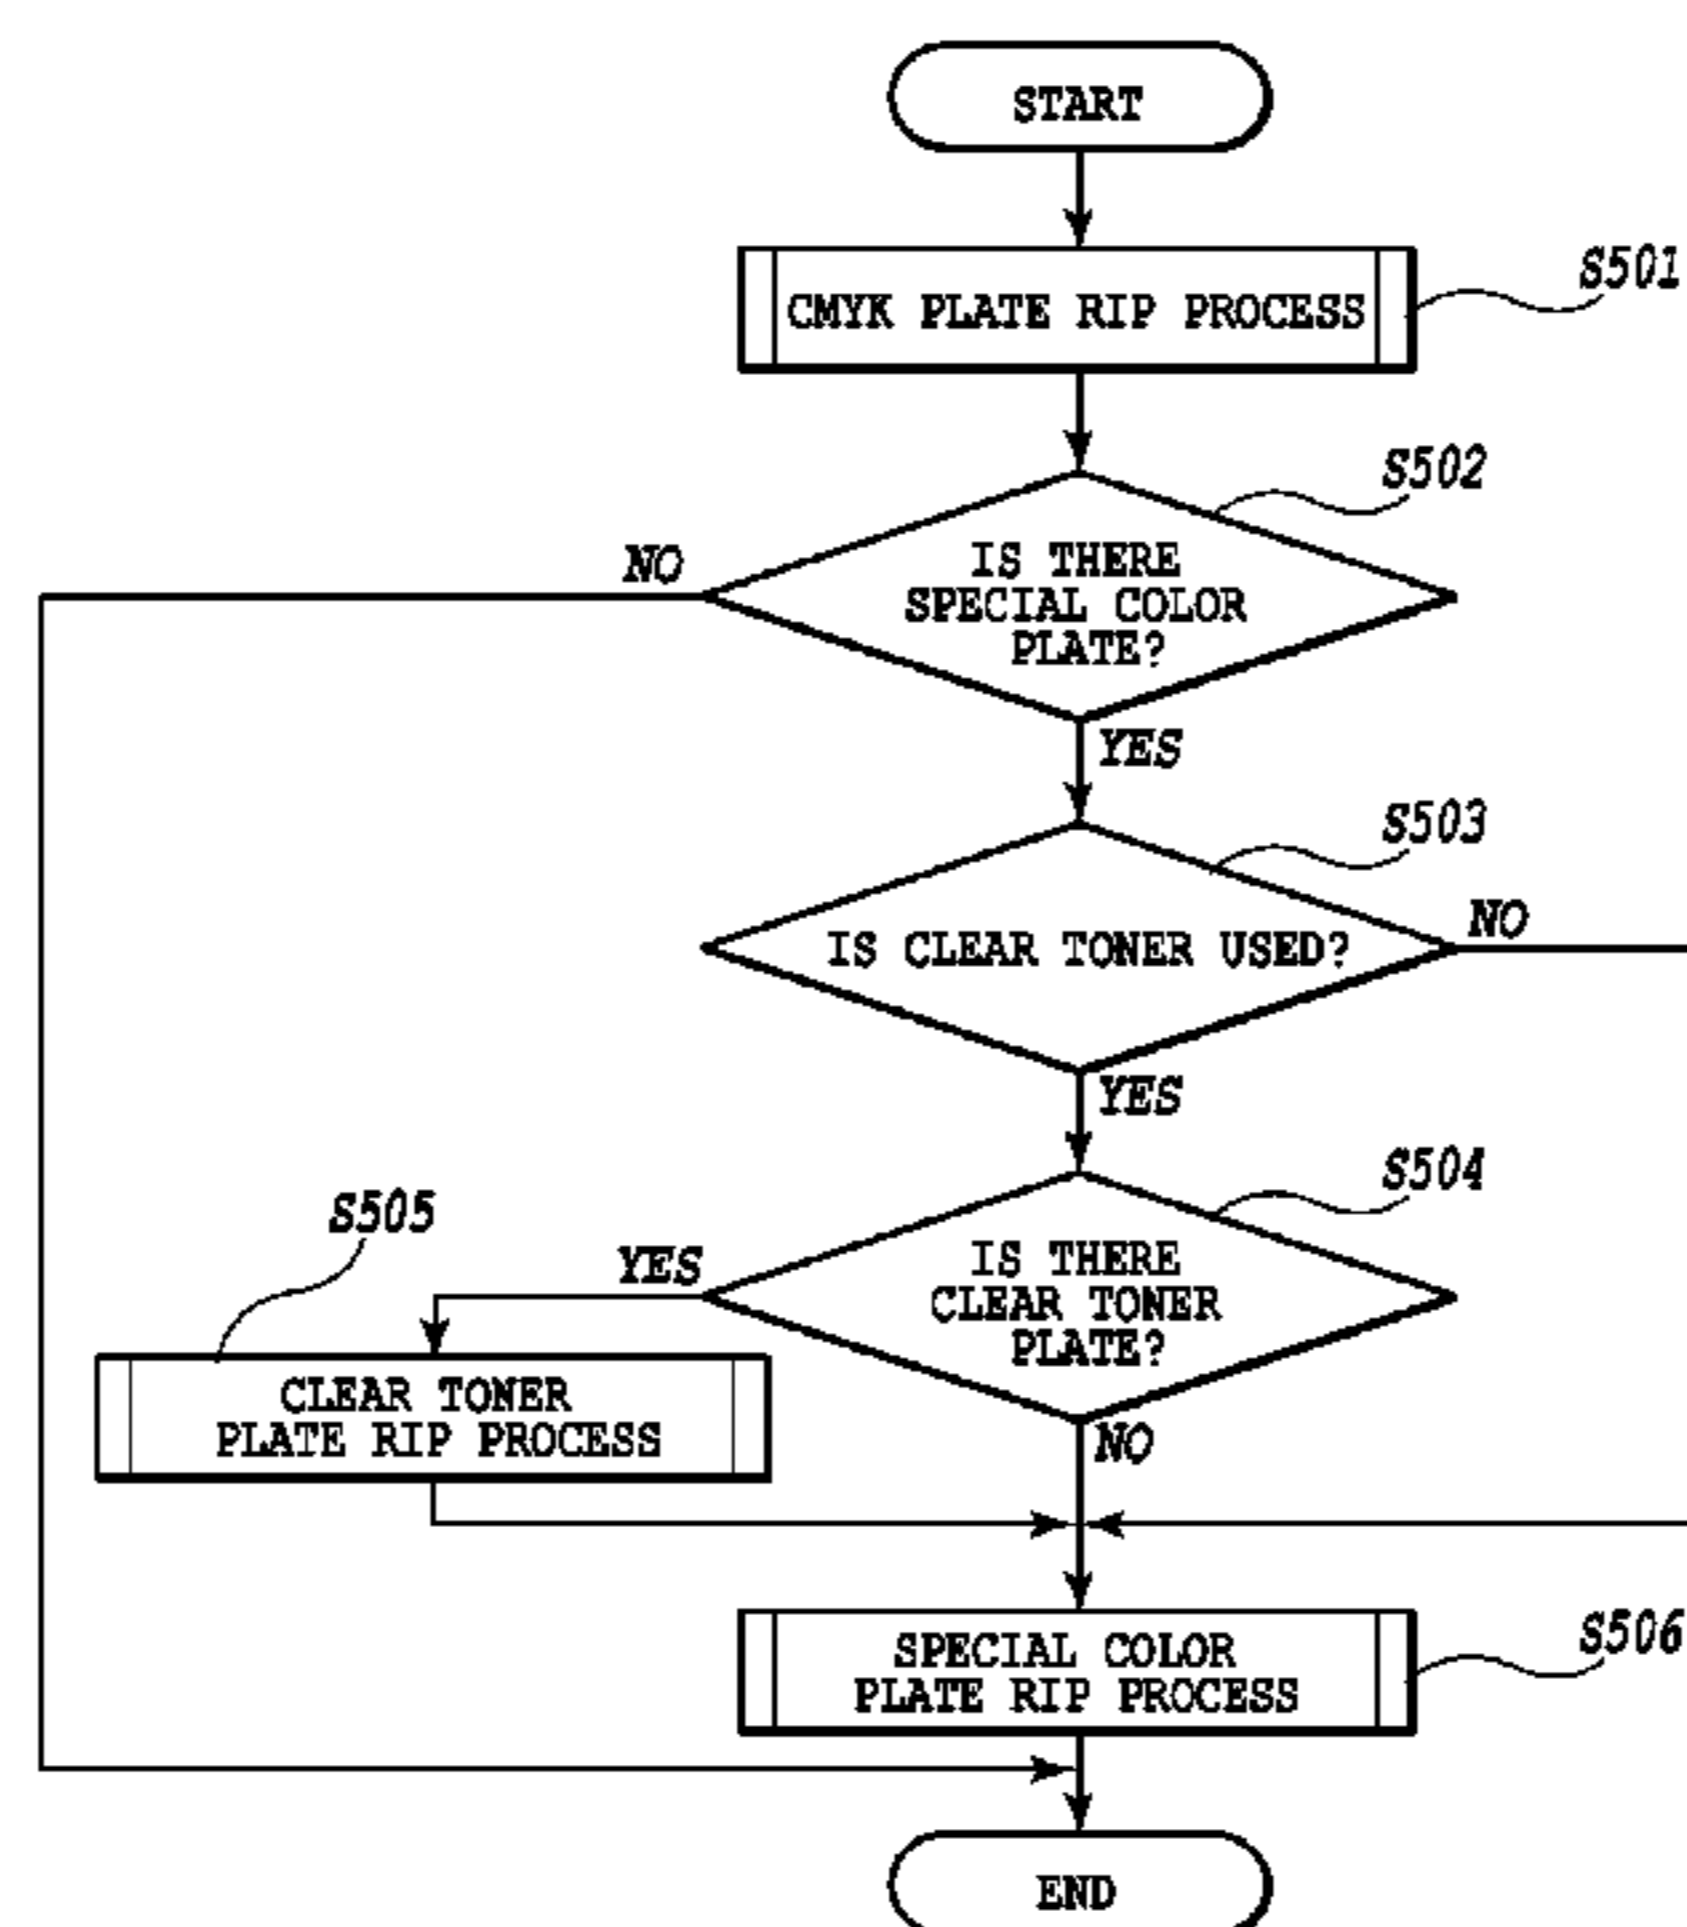 START
CMYK PLATE RIP PROCESS
S501
S502
NO
IS THERE
SPECIAL COLOR
PLATE?
YES
S503
IS CLEAR TONER USED?
NO
YES
S504
S505
YES
IS THERE
CLEAR TONER
PLATE?
NO
CLEAR TONER
PLATE RIP PROCESS
SPECIAL COLOR
PLATE RIP PROCESS
S506
END